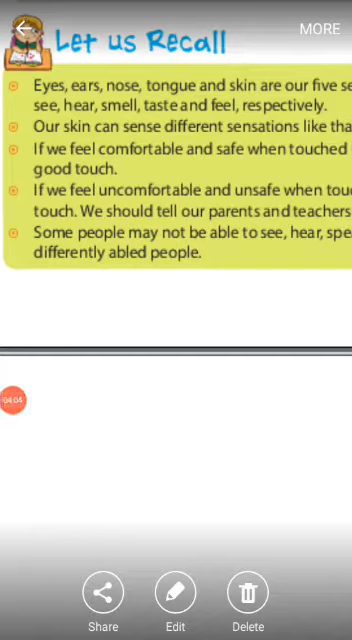 MORE
Let us Recall
Eyes, ears, nose, tongue and skin are our five se
see, hear, smell, taste and feel, respectively.
Our skin can sense different sensations like tha
If we feel comfortable and safe when touched
good touch.
If we feel uncomfortable and unsafe when tou
touch. We should tell our parents and teachers
Some people may not be able to see, hear, spe
differently abled people.
04:04
Share Edit Delete